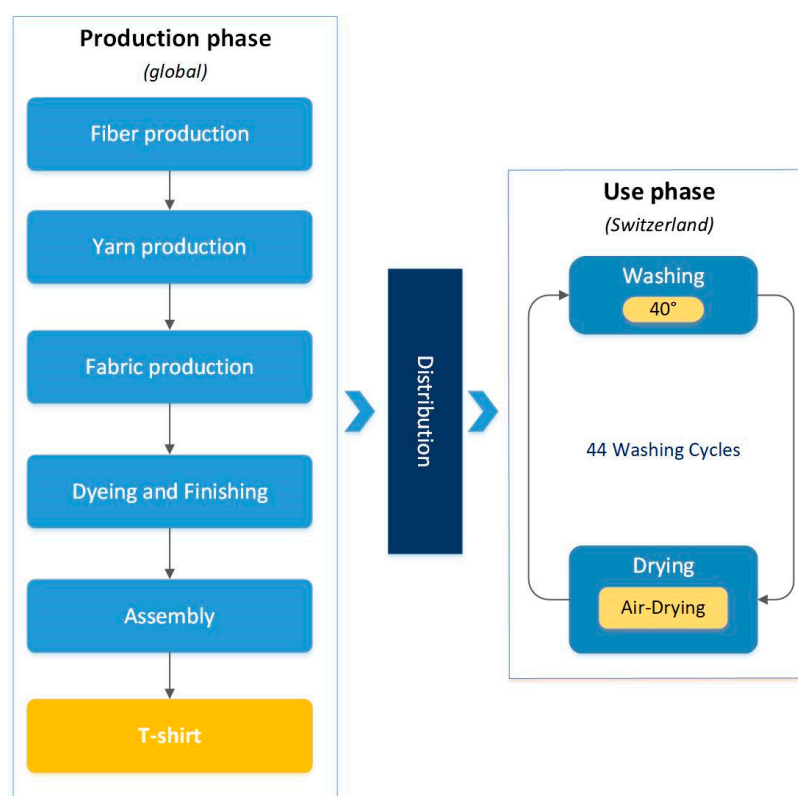 Production phase
(global)
Fiber production
Yarn production
Fabric production
Dyeing and Finishing
Assembly
T-shirt
Distribution
Use phase
(Switzerland)
Washing
40°
44 Washing Cycles
Drying
Air-Drying